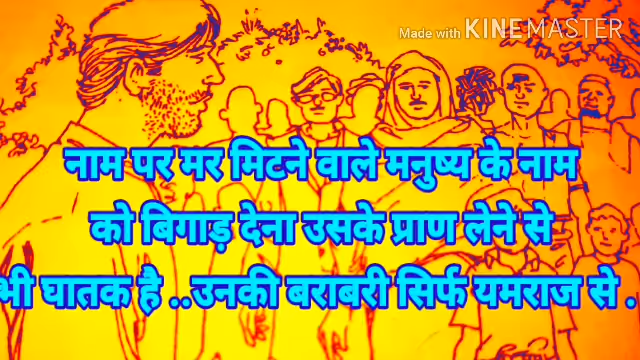 Made with KINEMASTER
नाम पर मर मिटने वाले मनुष्य के नाम
को बिगाड़ देना उसके प्राण लेने से
भी घातक है ..उनकी बराबरी सिर्फ यमराज से .